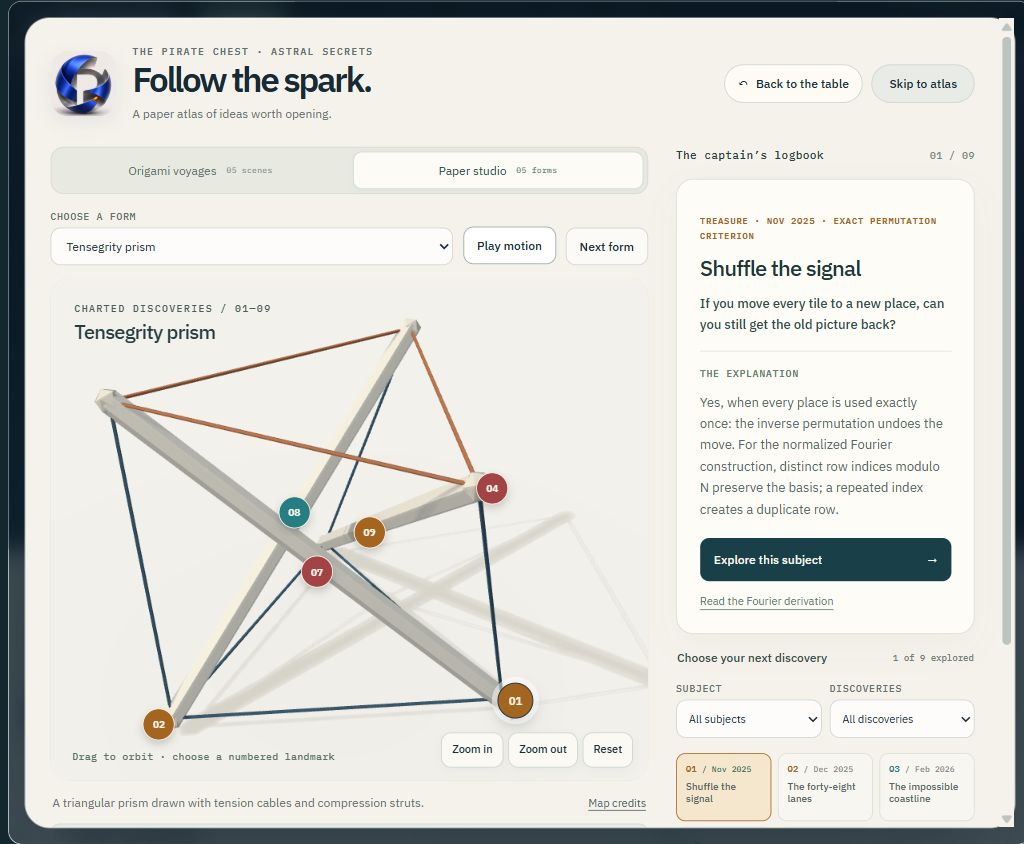 THE PIRATE CHEST · ASTRAL SECRETS
Follow the spark.
A paper atlas of ideas worth opening.
↶ Back to the table
Skip to atlas
Origami voyages 05 scenes
Paper studio 05 forms
CHOOSE A FORM
Tensegrity prism
Play motion
Next form
CHARTED DISCOVERIES / 01—09
Tensegrity prism
04
08
09
07
01
02
Drag to orbit · choose a numbered landmark
Zoom in
Zoom out
Reset
A triangular prism drawn with tension cables and compression struts.
Map credits
The captain’s logbook
01 / 09
TREASURE · NOV 2025 · EXACT PERMUTATION
CRITERION
Shuffle the signal
If you move every tile to a new place, can
you still get the old picture back?
THE EXPLANATION
Yes, when every place is used exactly
once: the inverse permutation undoes the
move. For the normalized Fourier
construction, distinct row indices modulo
N preserve the basis; a repeated index
creates a duplicate row.
Explore this subject →
Read the Fourier derivation
Choose your next discovery
1 of 9 explored
SUBJECT
DISCOVERIES
All subjects
All discoveries
01 / Nov 2025
Shuffle the
signal
02 / Dec 2025
The forty-eight
lanes
03 / Feb 2026
The impossible
coastline